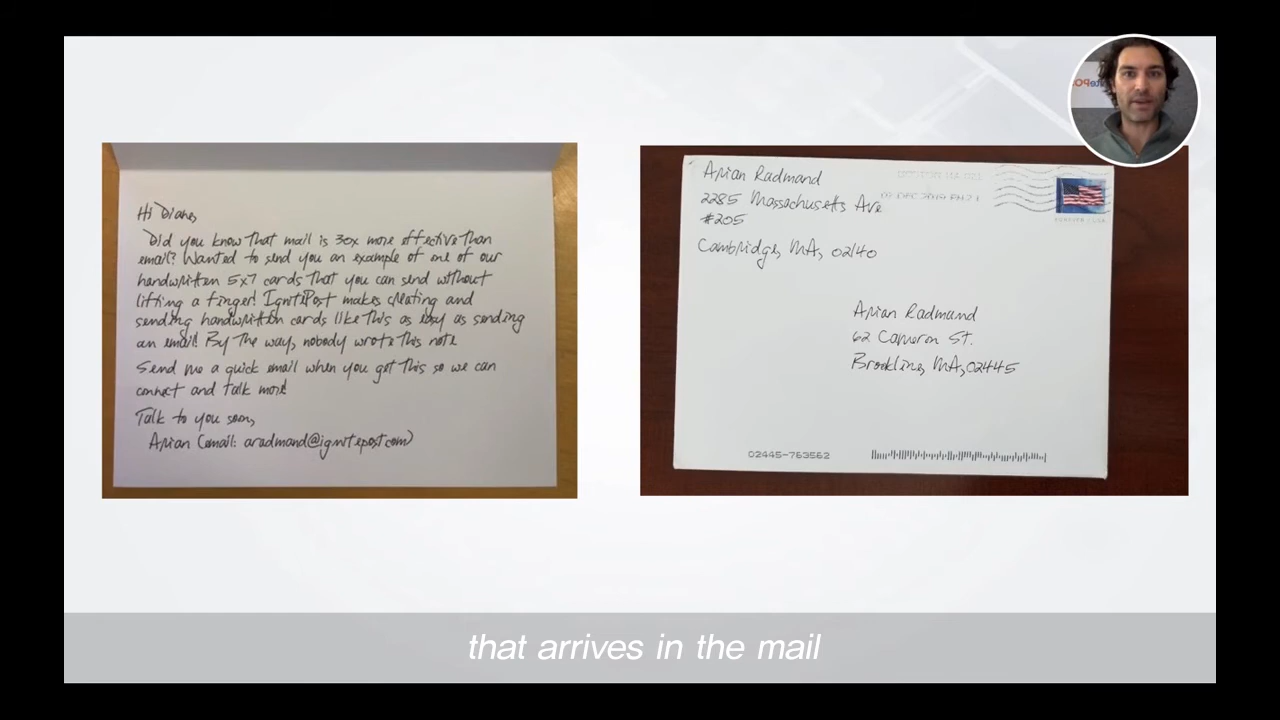 Hi Diane,
Did you know that mail is 30x more effective than
email? Wanted to send you an example of one of our
handwritten 5x7 cards that you can send without
lifting a finger! IgnitePost makes creating and
sending handwritten cards like this as easy as sending
an email! By the way, nobody wrote this note
Send me a quick email when you get this so we can
connect and talk more!
Talk to you soon,
Arian (email: aradmand@ignitepost.com)
Arian Radmand
2285 Massachusetts Ave
#205
Cambridge, MA, 02140
Arian Radmand
62 Cameron St.
Brookline, MA, 02445
02445-763562
that arrives in the mail